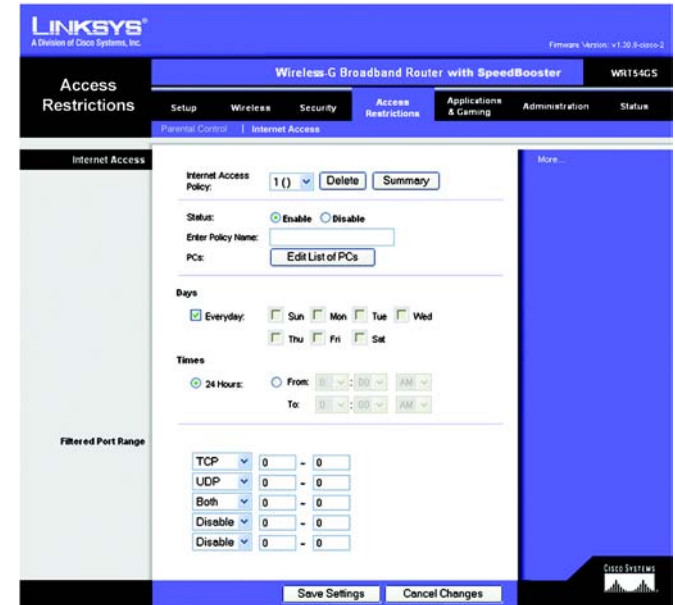 LINKSYS®
A Division of Cisco Systems, Inc.
Firmware Version: v1.30.8-cisco-2
Wireless-G Broadband Router with SpeedBooster WRT54GS
Access Restrictions
Setup Wireless Security Access Restrictions Applications & Gaming Administration Status
Parental Control | Internet Access
Internet Access
More...
Internet Access Policy: 1 () Delete Summary
Status: Enable Disable
Enter Policy Name:
PCs: Edit List of PCs
Days
Everyday: Sun Mon Tue Wed
Thu Fri Sat
Times
24 Hours: From: 0 : 00 AM
To: 0 : 00 AM
Filtered Port Range
TCP 0 ~ 0
UDP 0 ~ 0
Both 0 ~ 0
Disable 0 ~ 0
Disable 0 ~ 0
Save Settings Cancel Changes
CISCO SYSTEMS